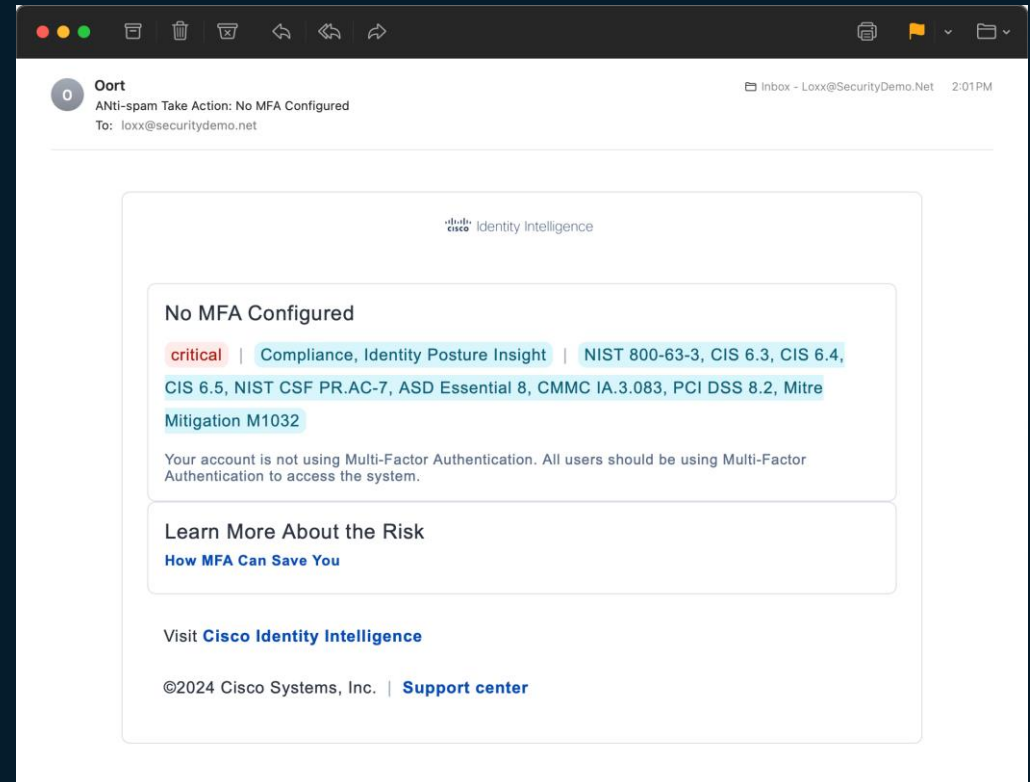 O
Oort
Inbox - Loxx@SecurityDemo.Net 2:01 PM
ANti-spam Take Action: No MFA Configured
To: loxx@securitydemo.net
cisco Identity Intelligence
No MFA Configured
critical | Compliance, Identity Posture Insight | NIST 800-63-3, CIS 6.3, CIS 6.4,
CIS 6.5, NIST CSF PR.AC-7, ASD Essential 8, CMMC IA.3.083, PCI DSS 8.2, Mitre
Mitigation M1032
Your account is not using Multi-Factor Authentication. All users should be using Multi-Factor
Authentication to access the system.
Learn More About the Risk
How MFA Can Save You
Visit Cisco Identity Intelligence
©2024 Cisco Systems, Inc. | Support center